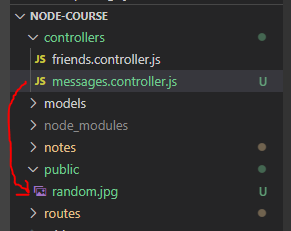 NODE-COURSE
controllers
JS friends.controller.js
JS messages.controller.js U
models
node_modules
notes
public
random.jpg U
routes